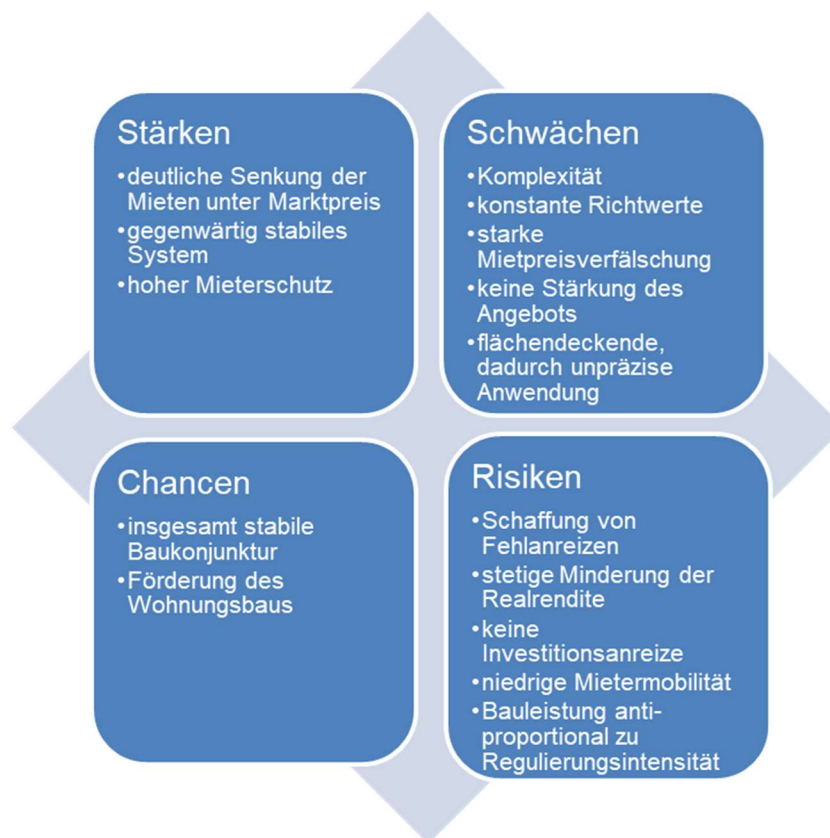 Stärken
•deutliche Senkung der
Mieten unter Marktpreis
•gegenwärtig stabiles
System
•hoher Mieterschutz
Schwächen
•Komplexität
•konstante Richtwerte
•starke
Mietpreisverfälschung
•keine Stärkung des
Angebots
•flächendeckende,
dadurch unpräzise
Anwendung
Chancen
•insgesamt stabile
Baukonjunktur
•Förderung des
Wohnungsbaus
Risiken
•Schaffung von
Fehlanreizen
•stetige Minderung der
Realrendite
•keine
Investitionsanreize
•niedrige Mietermobilität
•Bauleistung anti-
proportional zu
Regulierungsintensität